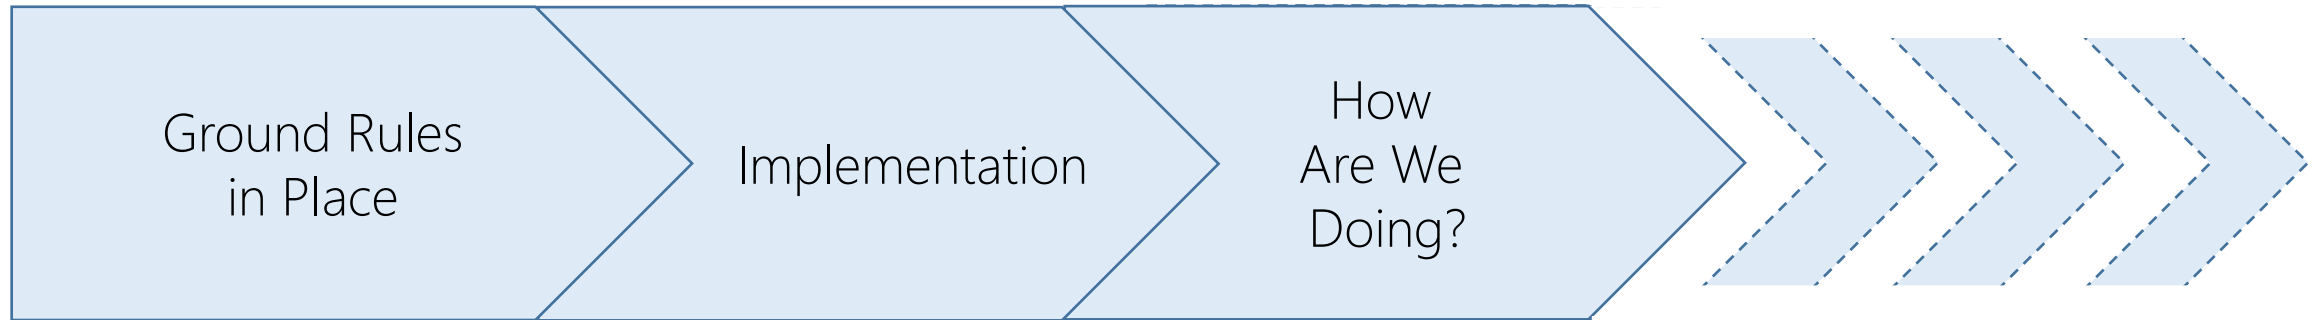 Ground Rules
in Place
Implementation
How
Are We
Doing?